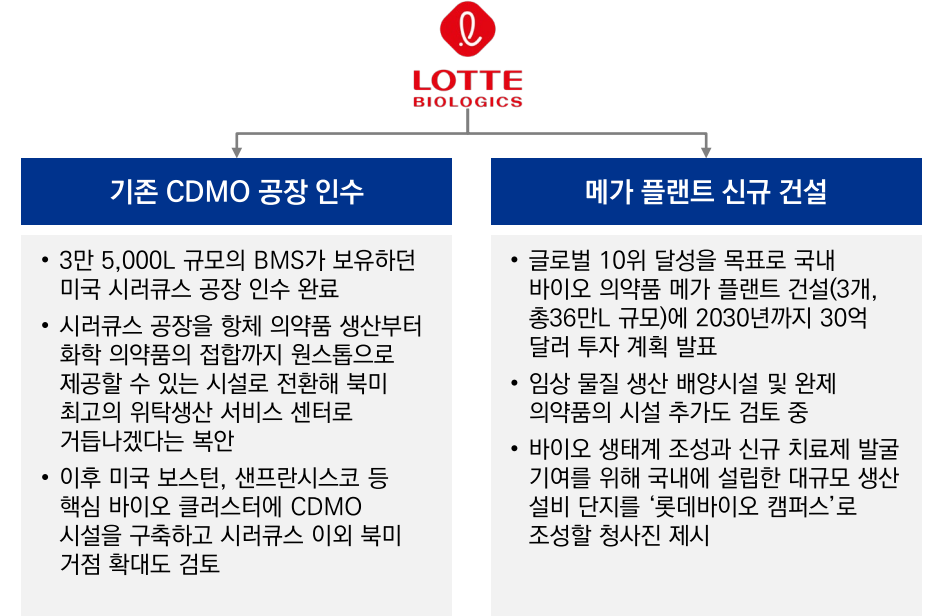 LOTTE
BIOLOGICS
기존 CDMO 공장 인수
• 3만 5,000L 규모의 BMS가 보유하던
미국 시러큐스 공장 인수 완료
• 시러큐스 공장을 항체 의약품 생산부터
화학 의약품의 접합까지 원스톱으로
제공할 수 있는 시설로 전환해 북미
최고의 위탁생산 서비스 센터로
거듭나겠다는 복안
• 이후 미국 보스턴, 샌프란시스코 등
핵심 바이오 클러스터에 CDMO
시설을 구축하고 시러큐스 이외 북미
거점 확대도 검토
메가 플랜트 신규 건설
• 글로벌 10위 달성을 목표로 국내
바이오 의약품 메가 플랜트 건설(3개,
총36만L 규모)에 2030년까지 30억
달러 투자 계획 발표
• 임상 물질 생산 배양시설 및 완제
의약품의 시설 추가도 검토 중
• 바이오 생태계 조성과 신규 치료제 발굴
기여를 위해 국내에 설립한 대규모 생산
설비 단지를 ‘롯데바이오 캠퍼스’로
조성할 청사진 제시